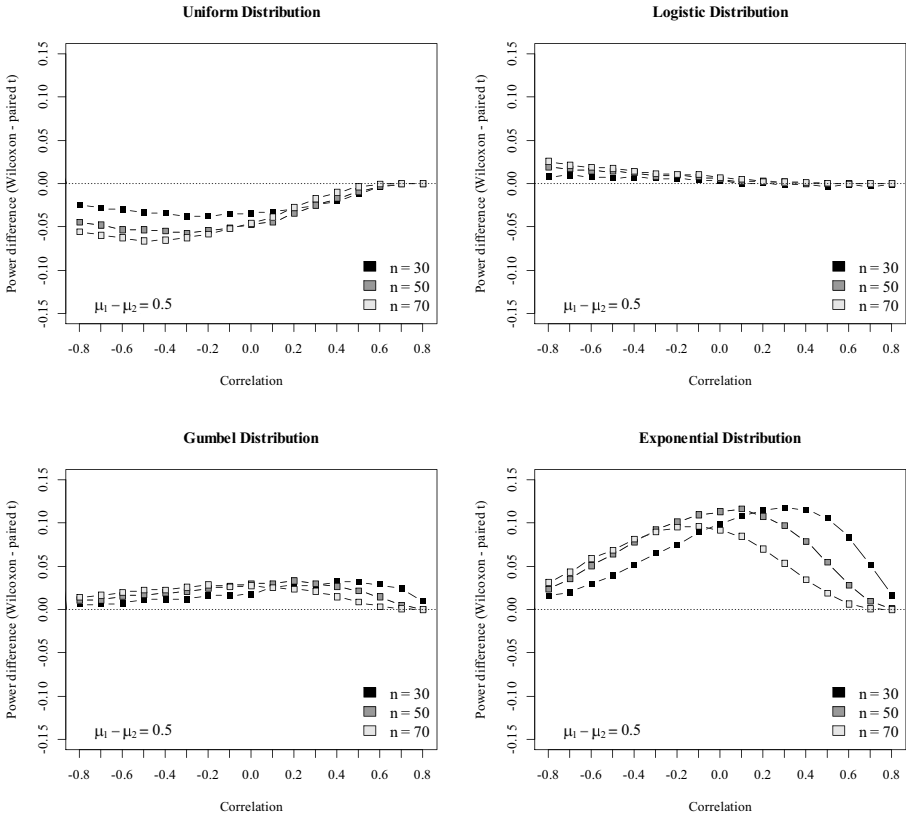 Uniform Distribution
Power difference (Wilcoxon - paired t)
0.15
0.10
0.05
0.00
-0.05
-0.10
-0.15
n = 30
n = 50
n = 70
μ₁ − μ₂ = 0.5
-0.8 -0.6 -0.4 -0.2 0.0 0.2 0.4 0.6 0.8
Correlation
Logistic Distribution
Power difference (Wilcoxon - paired t)
0.15
0.10
0.05
0.00
-0.05
-0.10
-0.15
n = 30
n = 50
n = 70
μ₁ − μ₂ = 0.5
-0.8 -0.6 -0.4 -0.2 0.0 0.2 0.4 0.6 0.8
Correlation
Gumbel Distribution
Power difference (Wilcoxon - paired t)
0.15
0.10
0.05
0.00
-0.05
-0.10
-0.15
n = 30
n = 50
n = 70
μ₁ − μ₂ = 0.5
-0.8 -0.6 -0.4 -0.2 0.0 0.2 0.4 0.6 0.8
Correlation
Exponential Distribution
Power difference (Wilcoxon - paired t)
0.15
0.10
0.05
0.00
-0.05
-0.10
-0.15
n = 30
n = 50
n = 70
μ₁ − μ₂ = 0.5
-0.8 -0.6 -0.4 -0.2 0.0 0.2 0.4 0.6 0.8
Correlation